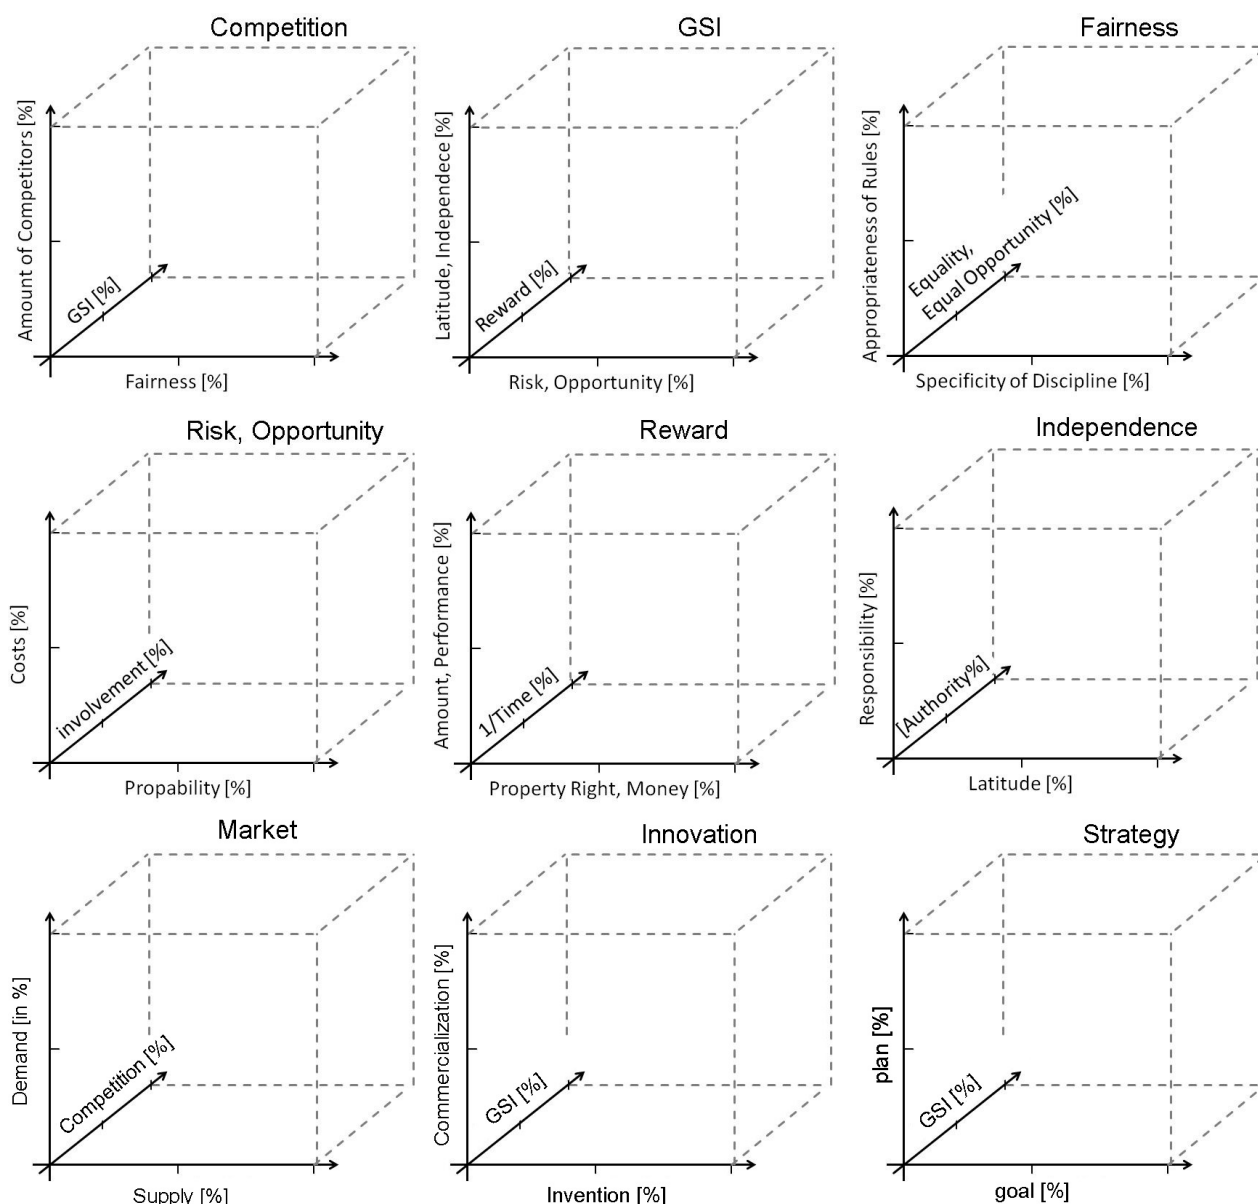 Competition
Amount of Competitors [%]
GSI [%]
Fairness [%]
GSI
Latitude, Independece [%]
Reward [%]
Risk, Opportunity [%]
Fairness
Appropriateness of Rules [%]
Equality,
Equal Opportunity [%]
Specificity of Discipline [%]
Risk, Opportunity
Costs [%]
involvement [%]
Propability [%]
Reward
Amount, Performance [%]
1/Time [%]
Property Right, Money [%]
Independence
Responsibility [%]
[Authority%]
Latitude [%]
Market
Demand [in %]
Competition [%]
Supply [%]
Innovation
Commercialization [%]
GSI [%]
Invention [%]
Strategy
plan [%]
GSI [%]
goal [%]